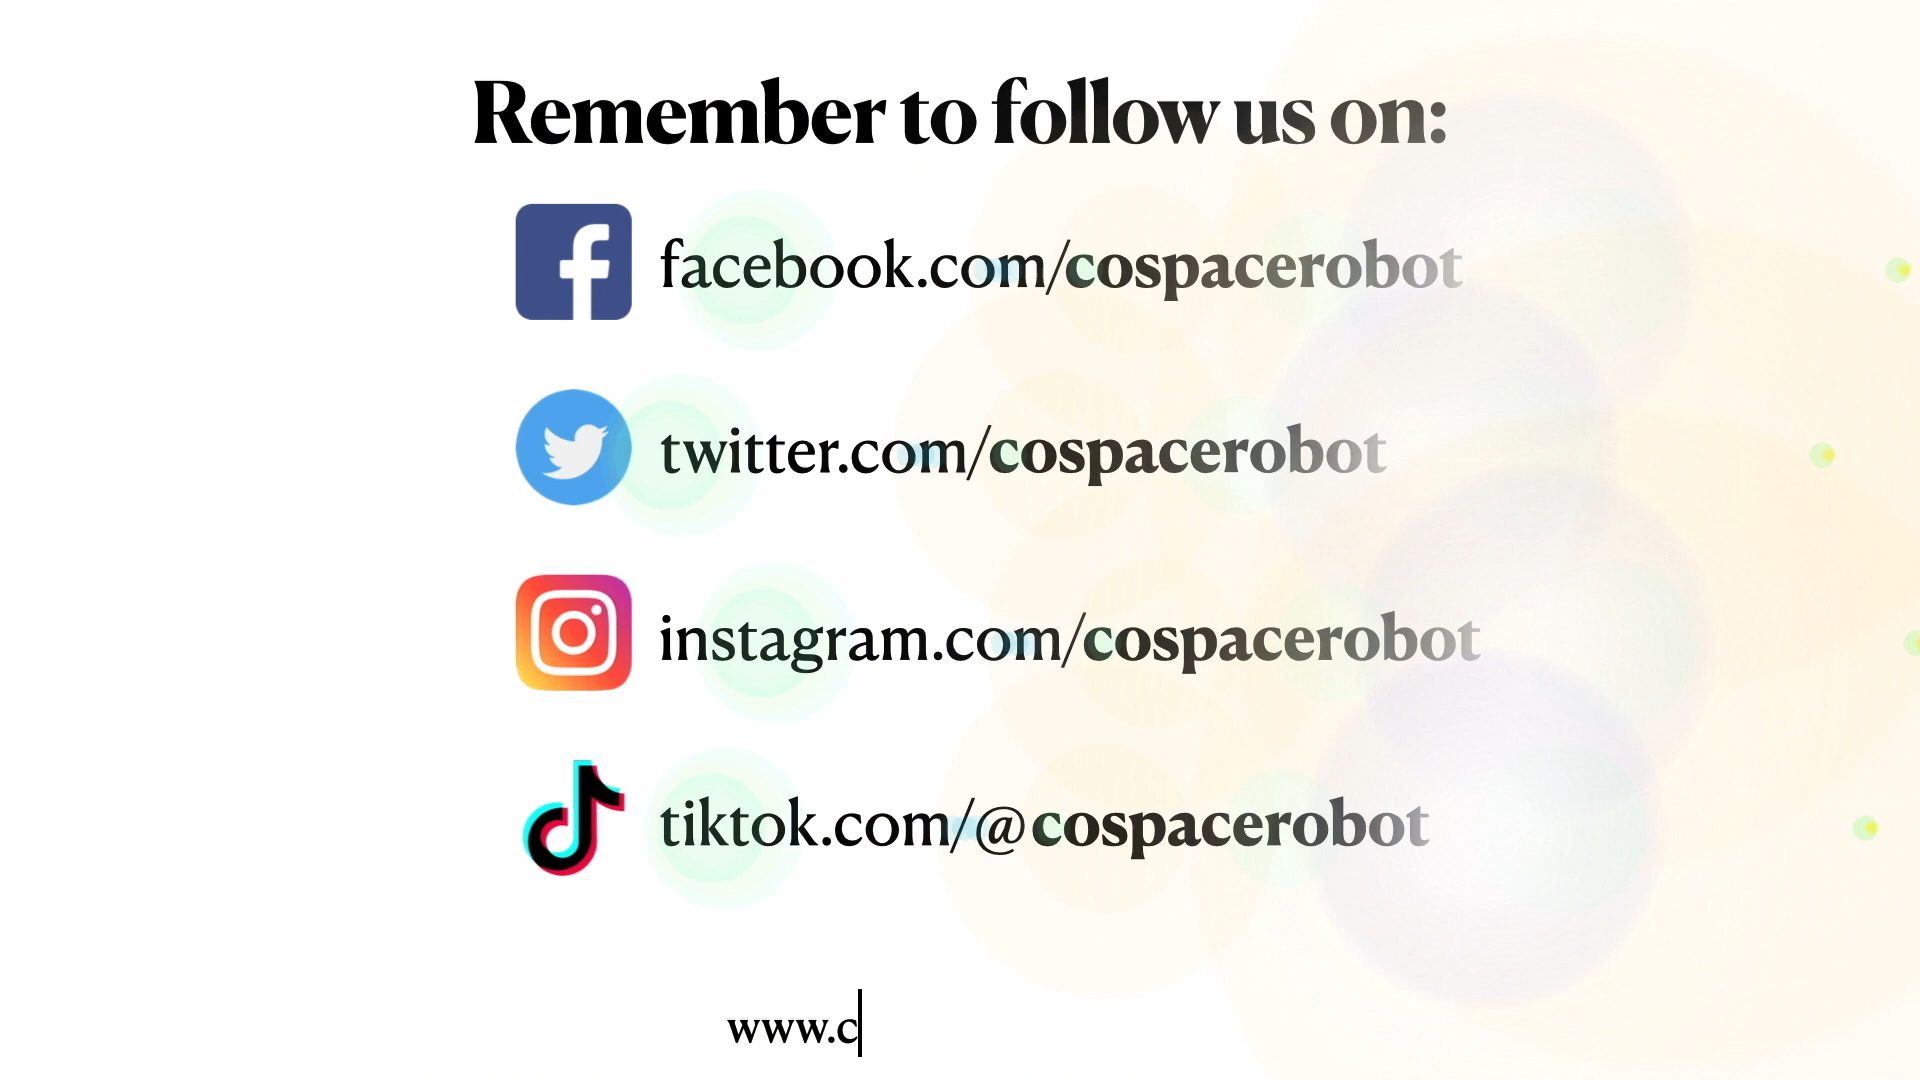 Remember to follow us on:
facebook.com/cospacerobot
twitter.com/cospacerobot
instagram.com/cospacerobot
tiktok.com/@cospacerobot
www.c